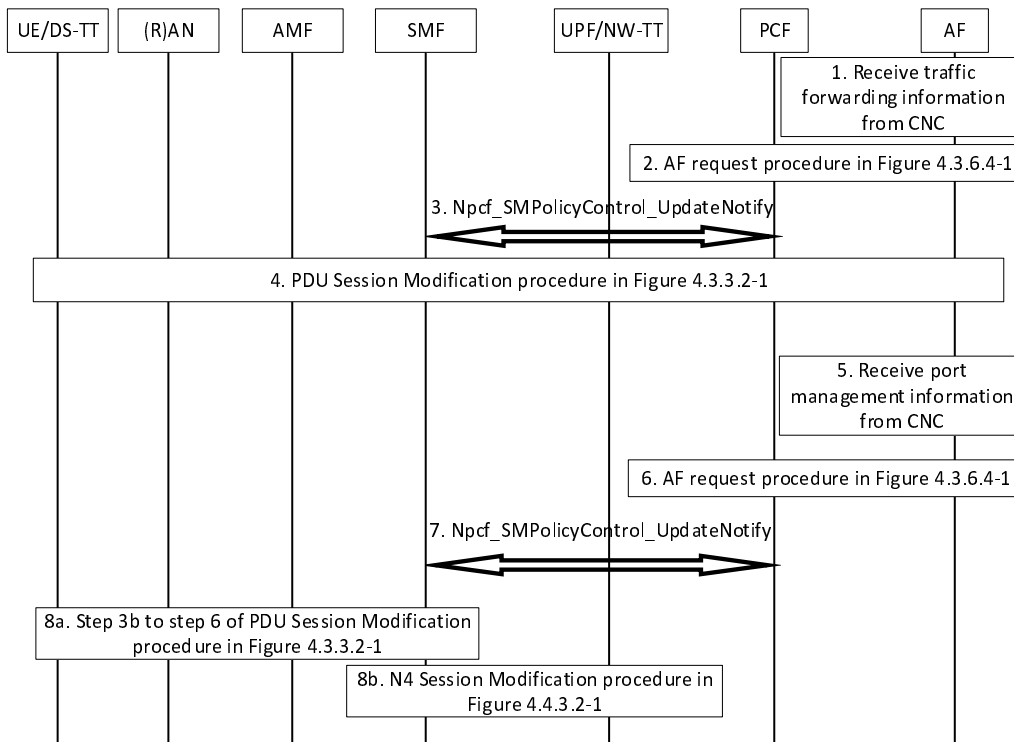 UE/DS-TT
(R)AN
AMF
SMF
UPF/NW-TT
PCF
AF
1. Receive traffic
forwarding information
from CNC
2. AF request procedure in Figure 4.3.6.4-1
3. Npcf_SMPolicyControl_UpdateNotify
4. PDU Session Modification procedure in Figure 4.3.3.2-1
5. Receive port
management information
from CNC
6. AF request procedure in Figure 4.3.6.4-1
7. Npcf_SMPolicyControl_UpdateNotify
8a. Step 3b to step 6 of PDU Session Modification
procedure in Figure 4.3.3.2-1
8b. N4 Session Modification procedure in
Figure 4.4.3.2-1